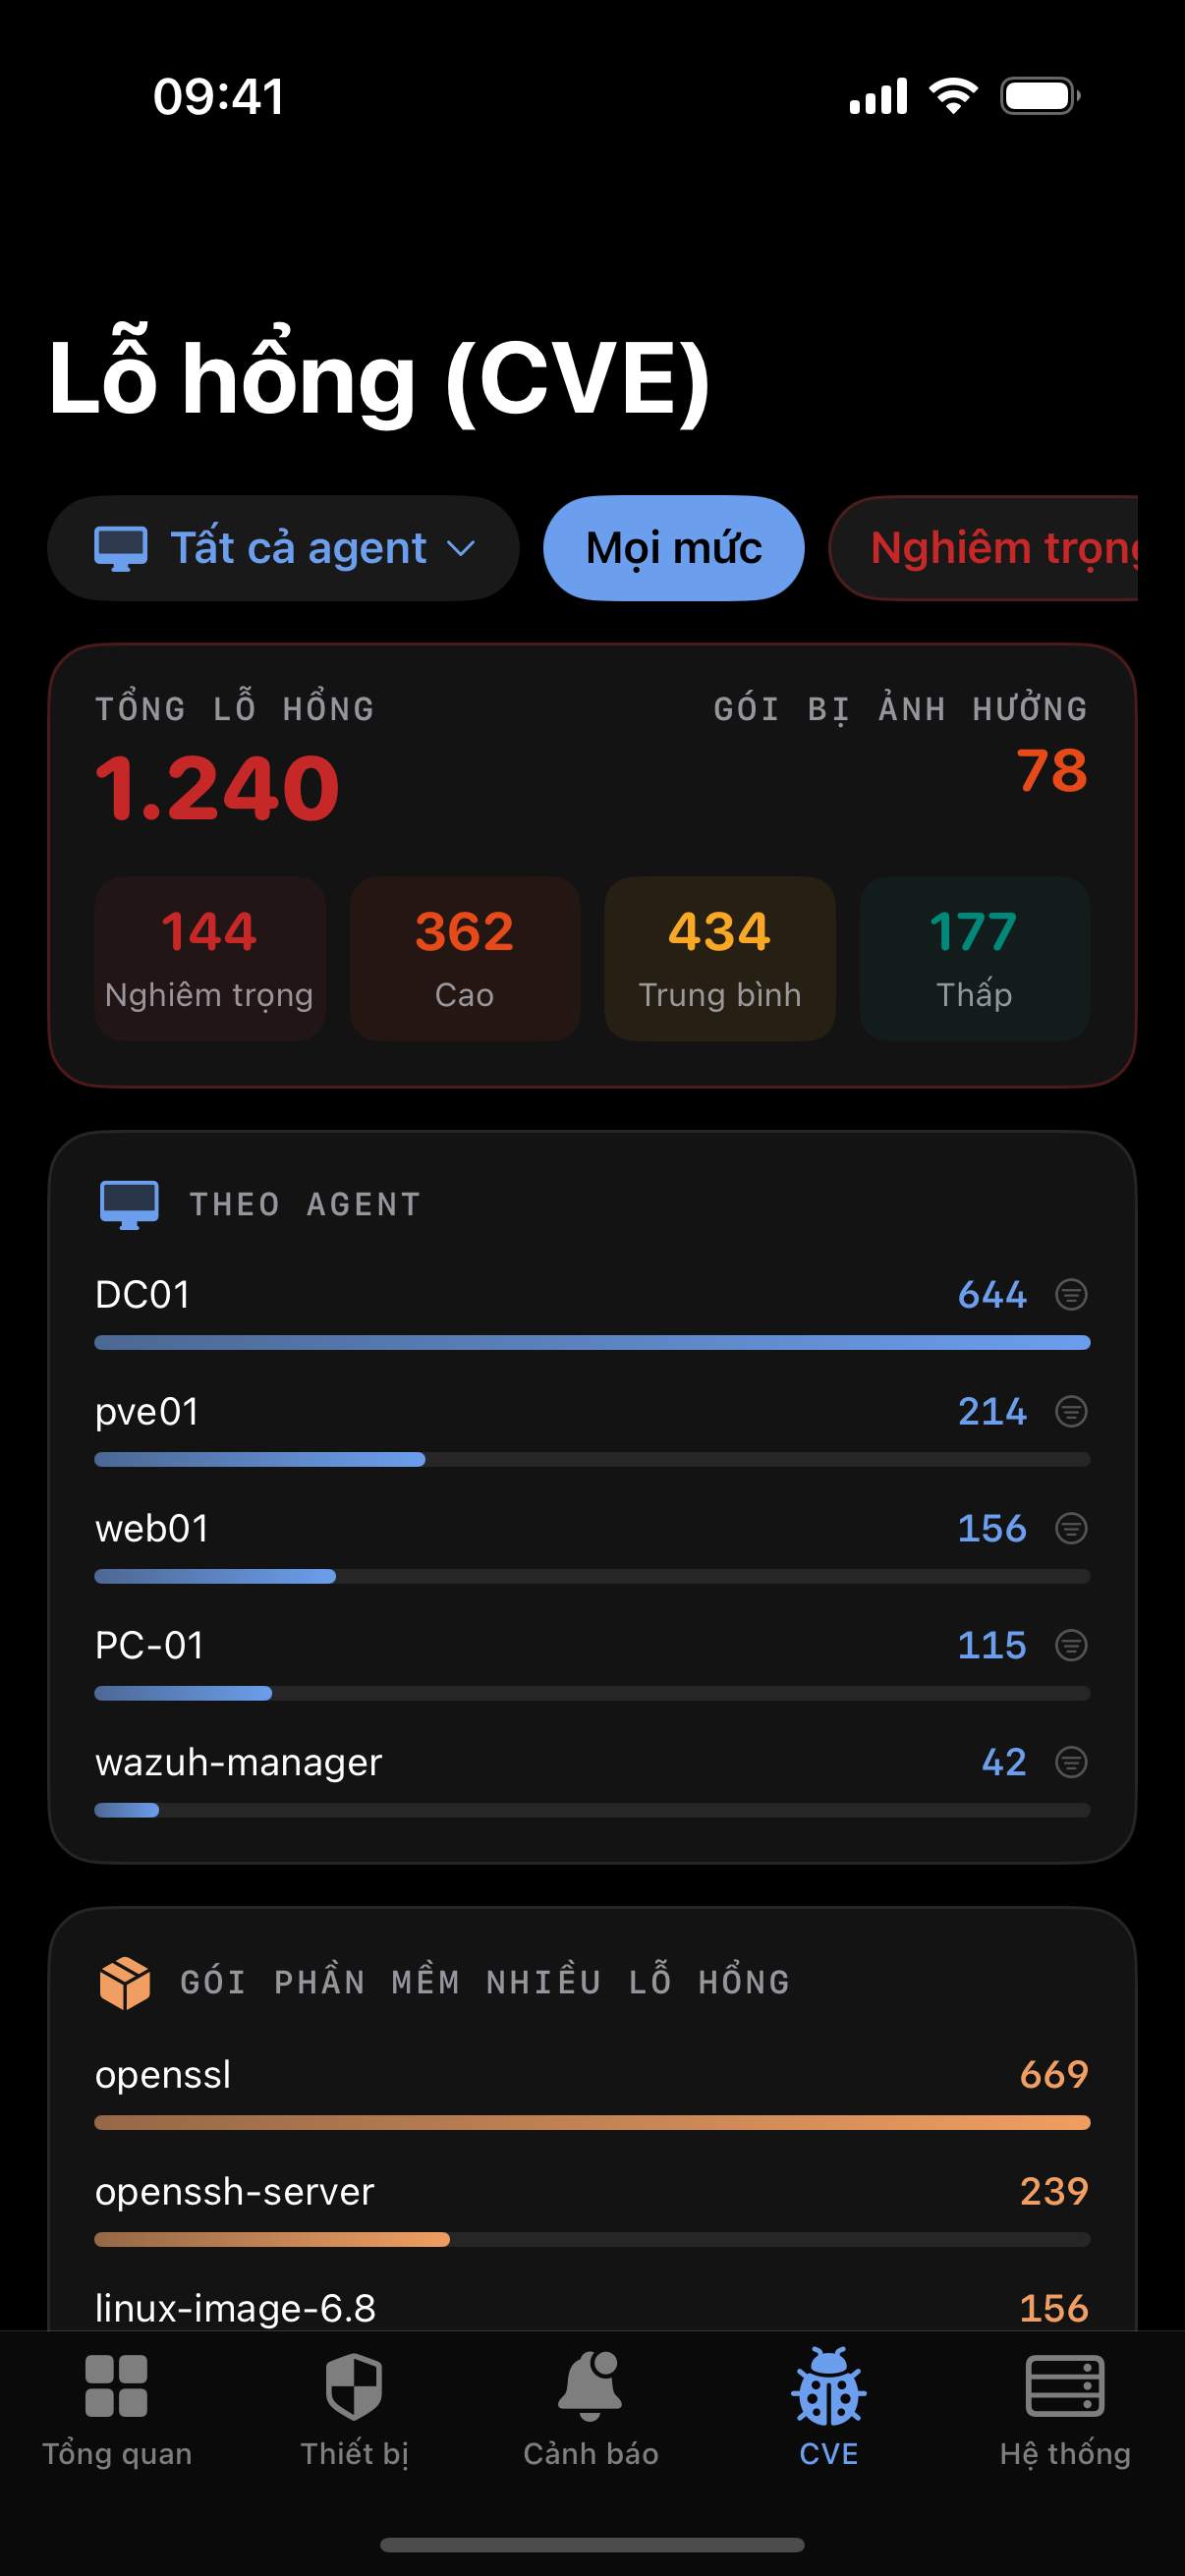 09:41
Lỗ hổng (CVE)
Tất cả agent
Mọi mức
Nghiêm trọng
TỔNG LỖ HỔNG
GÓI BỊ ẢNH HƯỞNG
1.240
78
144
362
434
177
Nghiêm trọng
Cao
Trung bình
Thấp
THEO AGENT
DC01 644
pve01 214
web01 156
PC-01 115
wazuh-manager 42
GÓI PHẦN MỀM NHIỀU LỖ HỔNG
openssl 669
openssh-server 239
linux-image-6.8 156
Tổng quan
Thiết bị
Cảnh báo
CVE
Hệ thống